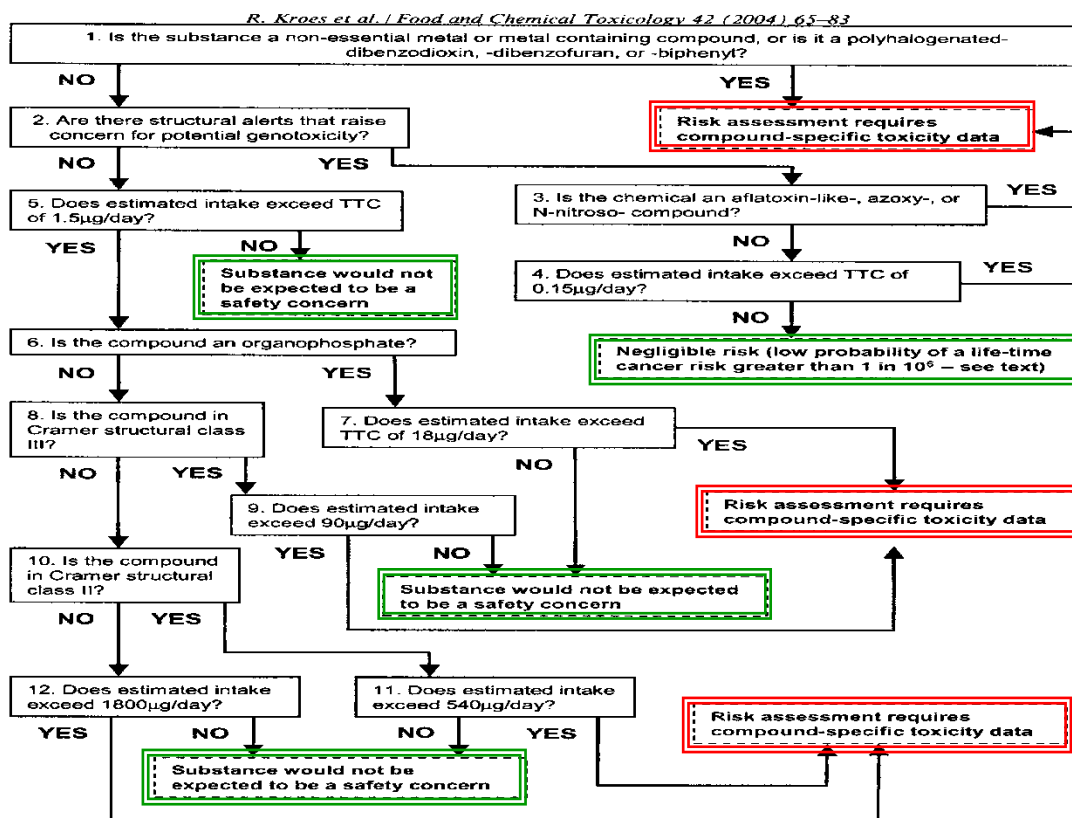 R. Kroes et al. / Food and Chemical Toxicology 42 (2004) 65–83
1. Is the substance a non-essential metal or metal containing compound, or is it a polyhalogenated-
dibenzodioxin, -dibenzofuran, or -biphenyl?
NO
YES
2. Are there structural alerts that raise
concern for potential genotoxicity?
Risk assessment requires
compound-specific toxicity data
NO
YES
5. Does estimated intake exceed TTC
of 1.5µg/day?
3. Is the chemical an aflatoxin-like-, azoxy-, or
N-nitroso- compound?
YES
YES
NO
NO
Substance would not
be expected to be a
safety concern
4. Does estimated intake exceed TTC of
0.15µg/day?
YES
NO
6. Is the compound an organophosphate?
Negligible risk (low probability of a life-time
cancer risk greater than 1 in 10⁶ – see text)
NO
YES
8. Is the compound in
Cramer structural class
III?
7. Does estimated intake exceed
TTC of 18µg/day?
YES
NO
NO
YES
9. Does estimated intake
exceed 90µg/day?
Risk assessment requires
compound-specific toxicity data
YES
NO
10. Is the compound
in Cramer structural
class II?
Substance would not be expected
to be a safety concern
NO
YES
12. Does estimated intake
exceed 1800µg/day?
11. Does estimated intake
exceed 540µg/day?
Risk assessment requires
compound-specific toxicity data
YES
NO
NO
YES
Substance would not be
expected to be a safety concern